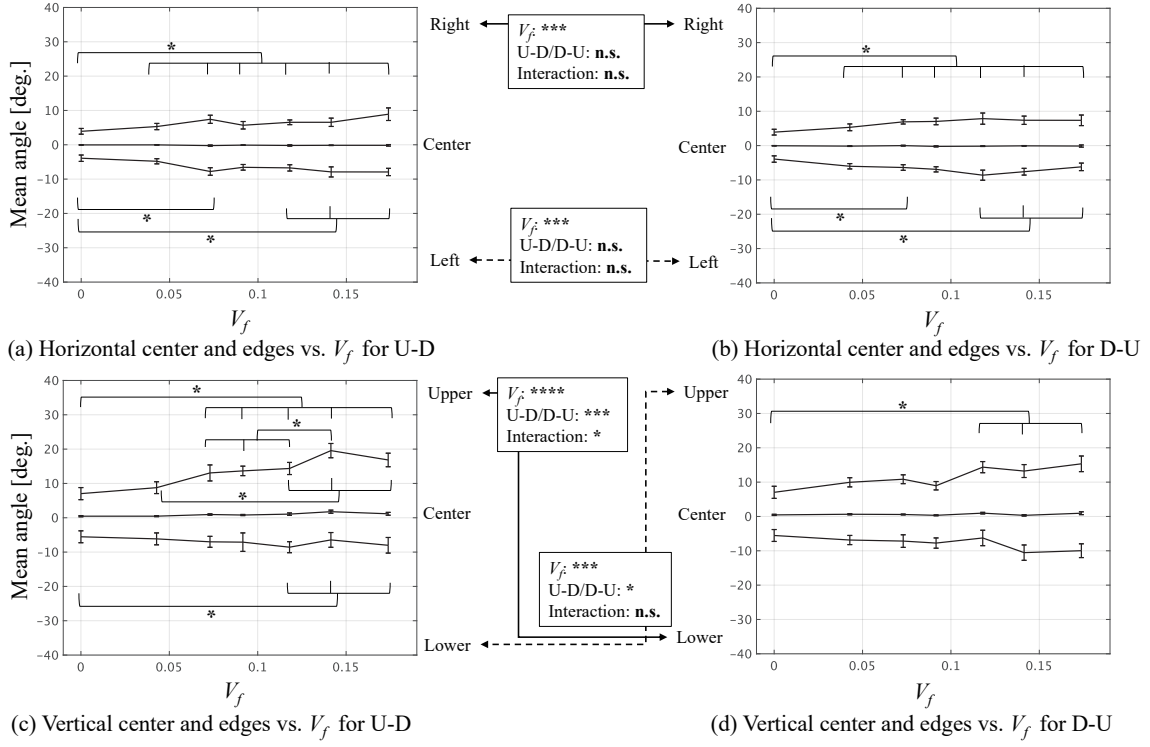 40
30
20
10
0
−10
−20
−30
−40
Mean angle [deg.]
*
*
*
0
0.05
0.1
0.15
V_f
(a) Horizontal center and edges vs. V_f for U-D
Right
Center
Left
V_f: ***
U-D/D-U: n.s.
Interaction: n.s.
V_f: ***
U-D/D-U: n.s.
Interaction: n.s.
Right
Center
Left
40
30
20
10
0
−10
−20
−30
−40
*
*
*
0
0.05
0.1
0.15
V_f
(b) Horizontal center and edges vs. V_f for D-U
40
30
20
10
0
−10
−20
−30
−40
Mean angle [deg.]
*
*
*
*
0
0.05
0.1
0.15
V_f
(c) Vertical center and edges vs. V_f for U-D
Upper
Center
Lower
V_f: ****
U-D/D-U: ***
Interaction: *
V_f: ***
U-D/D-U: *
Interaction: n.s.
Upper
Center
Lower
40
30
20
10
0
−10
−20
−30
−40
*
0
0.05
0.1
0.15
V_f
(d) Vertical center and edges vs. V_f for D-U